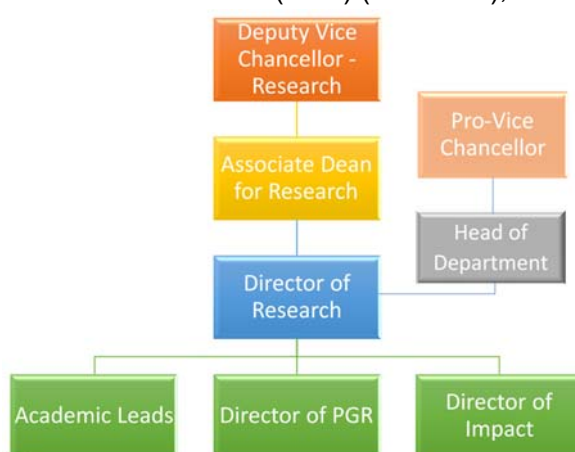 Deputy Vice
Chancellor -
Research
Pro-Vice
Chancellor
Associate Dean
for Research
Head of
Department
Director of
Research
Academic Leads
Director of PGR
Director of
Impact